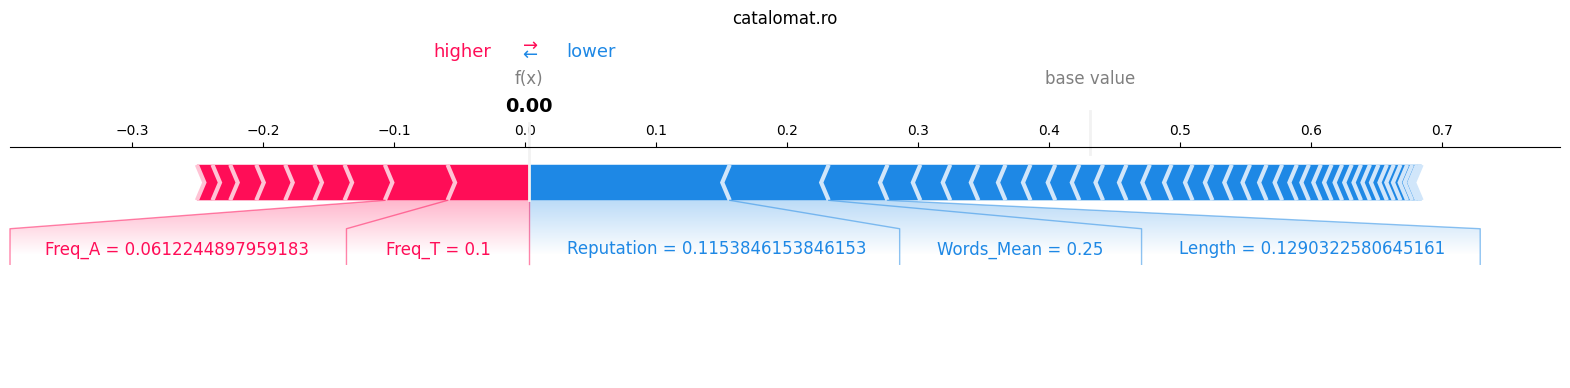 catalomat.ro
higher ⇄ lower
f(x) base value
0.00
−0.3 −0.2 −0.1 0.0 0.1 0.2 0.3 0.4 0.5 0.6 0.7
Freq_A = 0.0612244897959183 Freq_T = 0.1 Reputation = 0.1153846153846153 Words_Mean = 0.25 Length = 0.1290322580645161